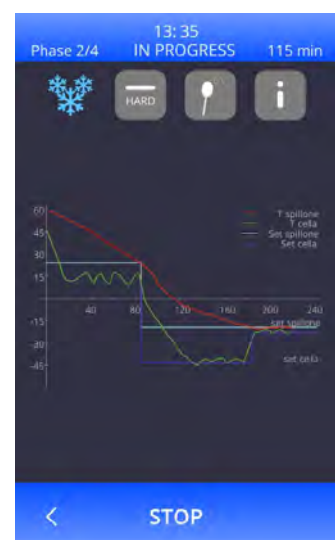 13:35
Phase 2/4 IN PROGRESS 115 min
HARD
i
60
45
30
15
40 80 120 160 200 240
-15
-30
-45
T spillone
T cella
Set spillone
Set cella
set spillone
set cella
STOP